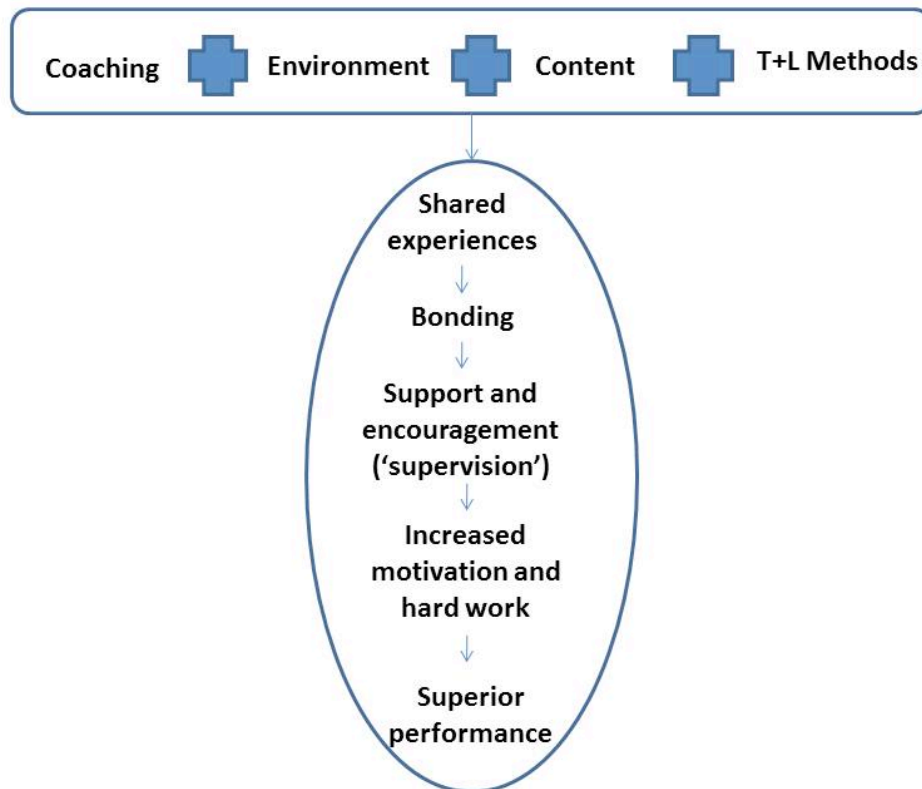 Coaching Environment Content T+L Methods
Shared
experiences
Bonding
Support and
encouragement
(‘supervision’)
Increased
motivation and
hard work
Superior
performance